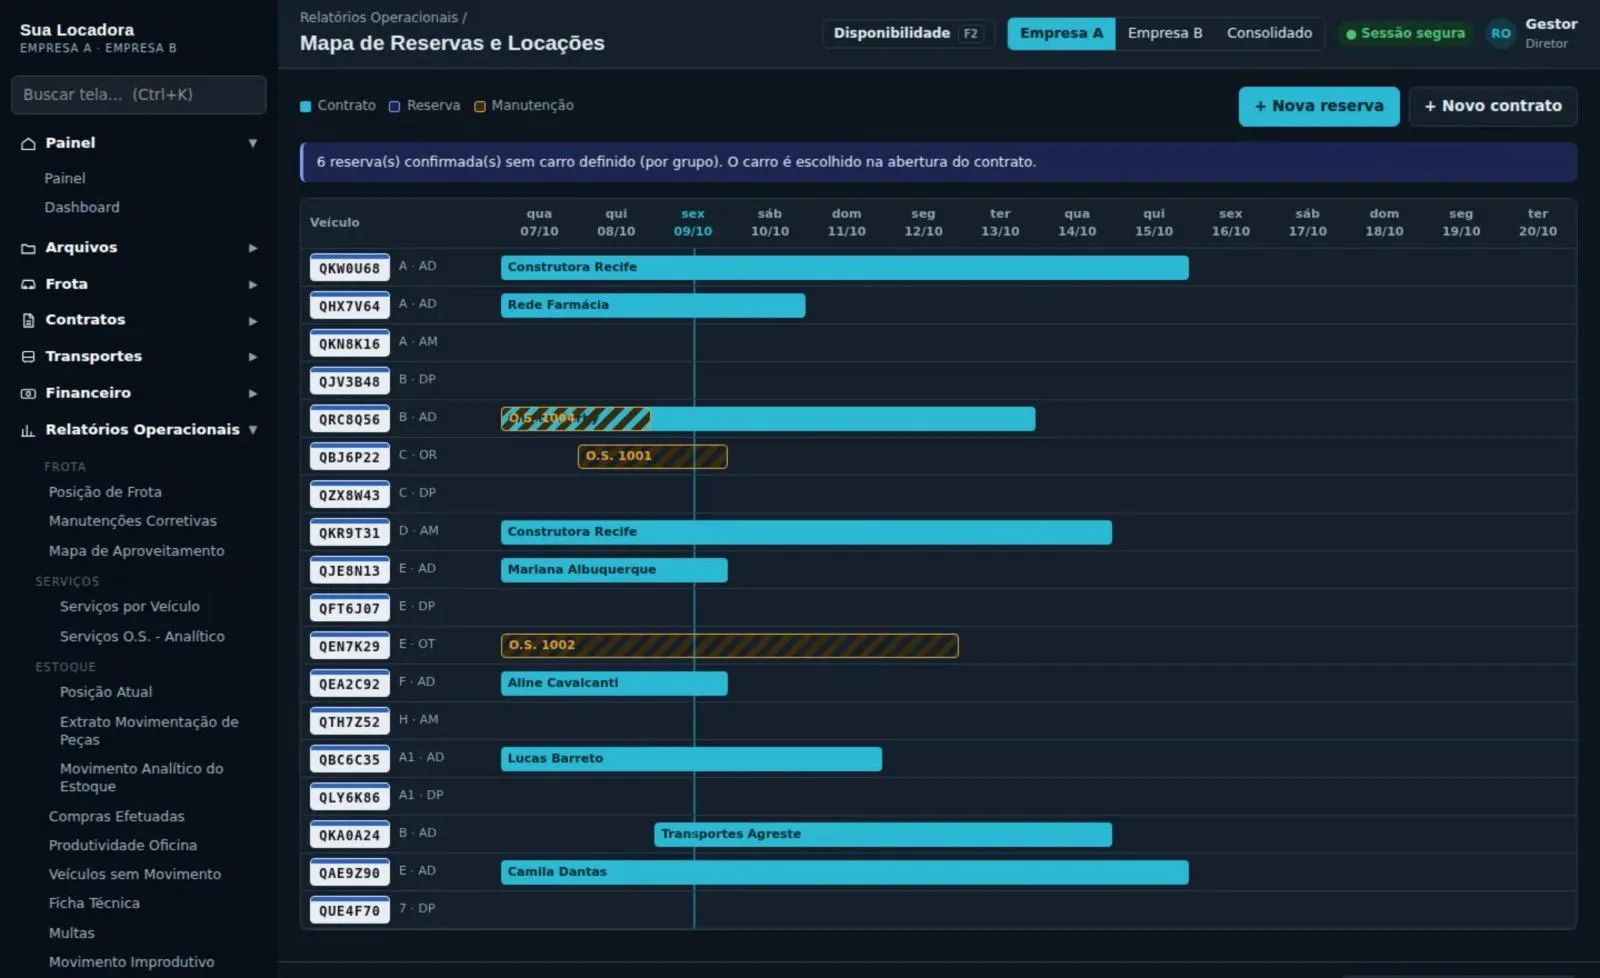 Sua Locadora
EMPRESA A · EMPRESA B
Buscar tela... (Ctrl+K)
Painel
Painel
Dashboard
Arquivos
Frota
Contratos
Transportes
Financeiro
Relatórios Operacionais
FROTA
Posição de Frota
Manutenções Corretivas
Mapa de Aproveitamento
SERVIÇOS
Serviços por Veículo
Serviços O.S. - Analítico
ESTOQUE
Posição Atual
Extrato Movimentação de
Peças
Movimento Analítico do
Estoque
Compras Efetuadas
Produtividade Oficina
Veículos sem Movimento
Ficha Técnica
Multas
Movimento Improdutivo
Relatórios Operacionais /
Mapa de Reservas e Locações
Disponibilidade F2
Empresa A Empresa B Consolidado
Sessão segura
RO
Gestor
Diretor
Contrato Reserva Manutenção
+ Nova reserva + Novo contrato
6 reserva(s) confirmada(s) sem carro definido (por grupo). O carro é escolhido na abertura do contrato.
Veículo
qua qui sex sáb dom seg ter qua qui sex sáb dom seg ter
07/10 08/10 09/10 10/10 11/10 12/10 13/10 14/10 15/10 16/10 17/10 18/10 19/10 20/10
QKW0U68 A · AD Construtora Recife
QHX7V64 A · AD Rede Farmácia
QKN8K16 A · AM
QJV3B48 B · DP
QRC8Q56 B · AD O.S. 1004
QBJ6P22 C · OR O.S. 1001
QZX8W43 C · DP
QKR9T31 D · AM Construtora Recife
QJE8N13 E · AD Mariana Albuquerque
QFT6J07 E · DP
QEN7K29 E · OT O.S. 1002
QEA2C92 F · AD Aline Cavalcanti
QTH7Z52 H · AM
QBC6C35 A1 · AD Lucas Barreto
QLY6K86 A1 · DP
QKA0A24 B · AD Transportes Agreste
QAE9Z90 E · AD Camila Dantas
QUE4F70 7 · DP